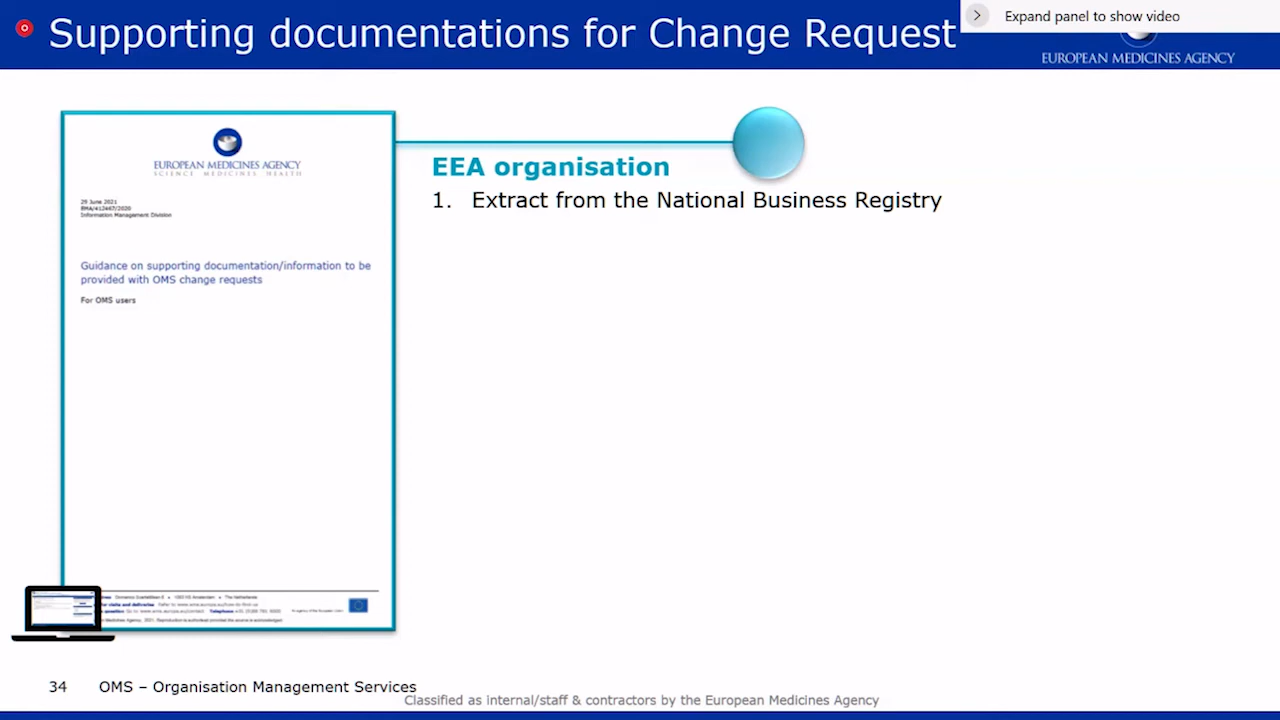 Supporting documentations for Change Request
Expand panel to show video
EUROPEAN MEDICINES AGENCY
EUROPEAN MEDICINES AGENCY
SCIENCE MEDICINES HEALTH
25 June 2021
Information Management Division
Guidance on supporting documentation/information to be
provided with OMS change requests
For OMS users
EEA organisation
1. Extract from the National Business Registry
34 OMS – Organisation Management Services
Classified as internal/staff & contractors by the European Medicines Agency